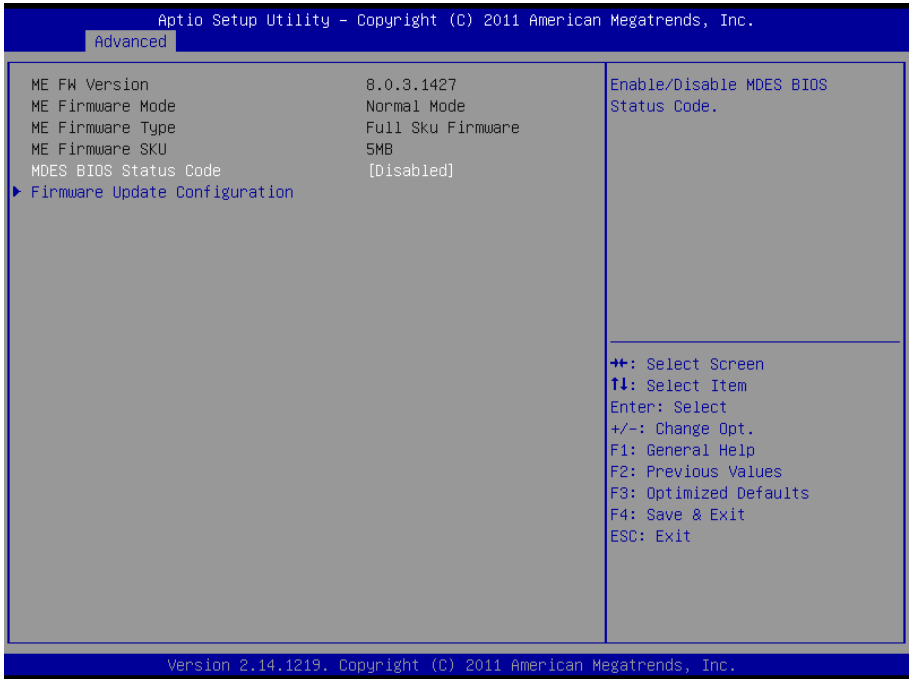 Aptio Setup Utility – Copyright (C) 2011 American Megatrends, Inc.
Advanced
ME FW Version 8.0.3.1427
ME Firmware Mode Normal Mode
ME Firmware Type Full Sku Firmware
ME Firmware SKU 5MB
MDES BIOS Status Code [Disabled]
Firmware Update Configuration
Enable/Disable MDES BIOS
Status Code.
→←: Select Screen
↑↓: Select Item
Enter: Select
+/-: Change Opt.
F1: General Help
F2: Previous Values
F3: Optimized Defaults
F4: Save & Exit
ESC: Exit
Version 2.14.1219. Copyright (C) 2011 American Megatrends, Inc.